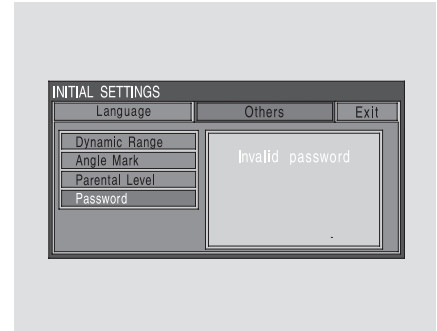 INITIAL SETTINGS
Language Others Exit
Dynamic Range
Angle Mark
Parental Level
Password
Invalid password